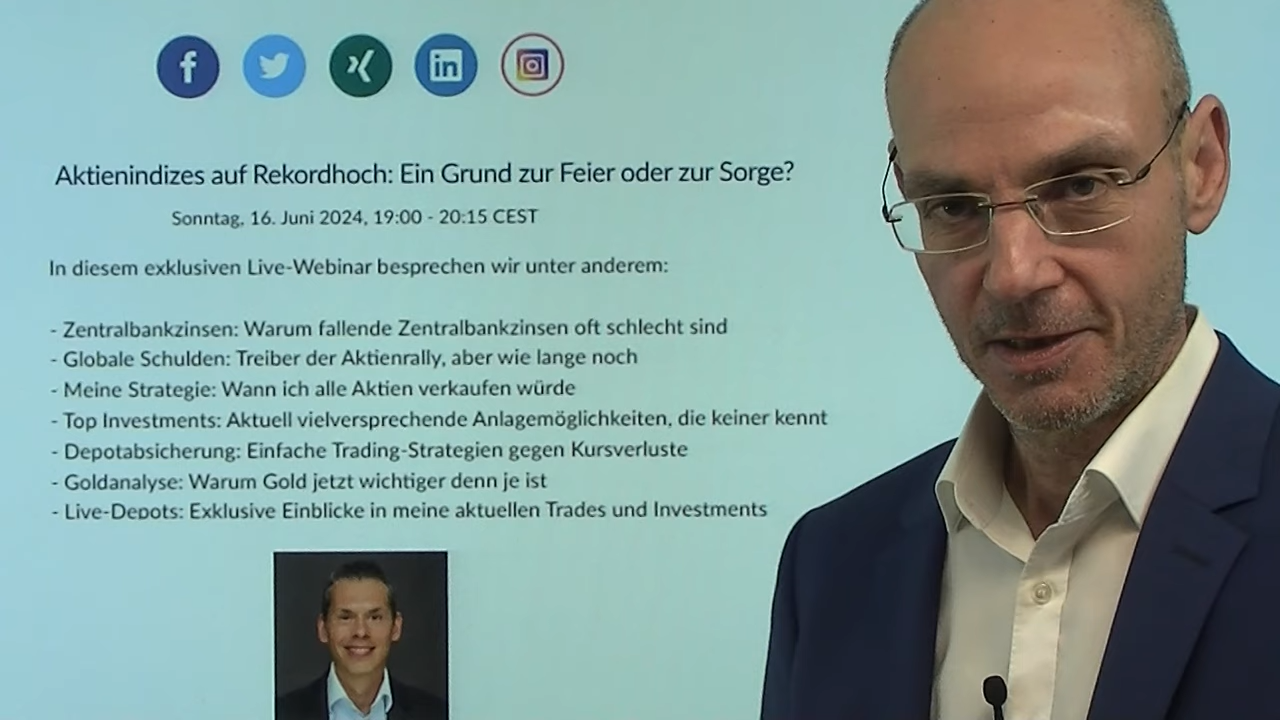 Aktienindizes auf Rekordhoch: Ein Grund zur Feier oder zur Sorge?
Sonntag, 16. Juni 2024, 19:00 - 20:15 CEST
In diesem exklusiven Live-Webinar besprechen wir unter anderem:
- Zentralbankzinsen: Warum fallende Zentralbankzinsen oft schlecht sind
- Globale Schulden: Treiber der Aktienrally, aber wie lange noch
- Meine Strategie: Wann ich alle Aktien verkaufen würde
- Top Investments: Aktuell vielversprechende Anlagemöglichkeiten, die keiner kennt
- Depotabsicherung: Einfache Trading-Strategien gegen Kursverluste
- Goldanalyse: Warum Gold jetzt wichtiger denn je ist
- Live-Depots: Exklusive Einblicke in meine aktuellen Trades und Investments